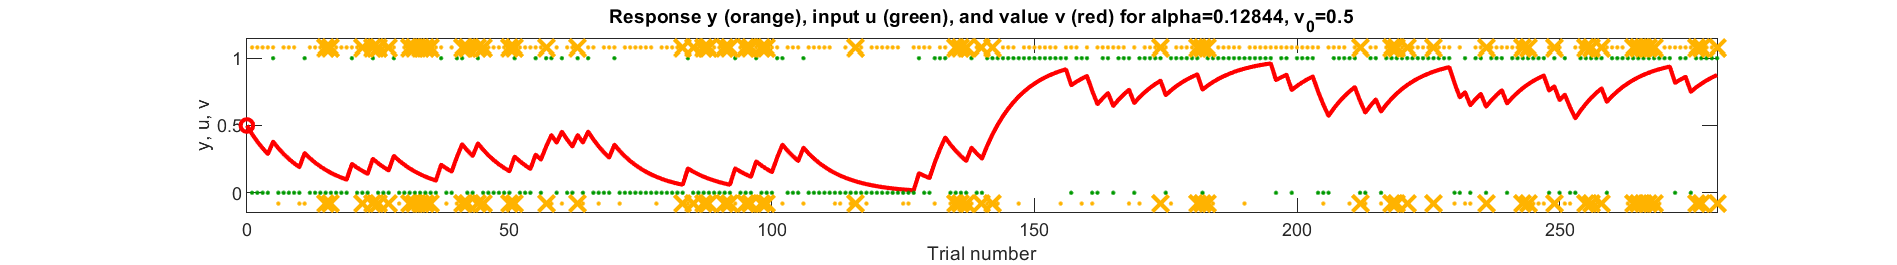 Response y (orange), input u (green), and value v (red) for alpha=0.12844, v0=0.5
1
0.5
0
y, u, v
0 50 100 150 200 250
Trial number